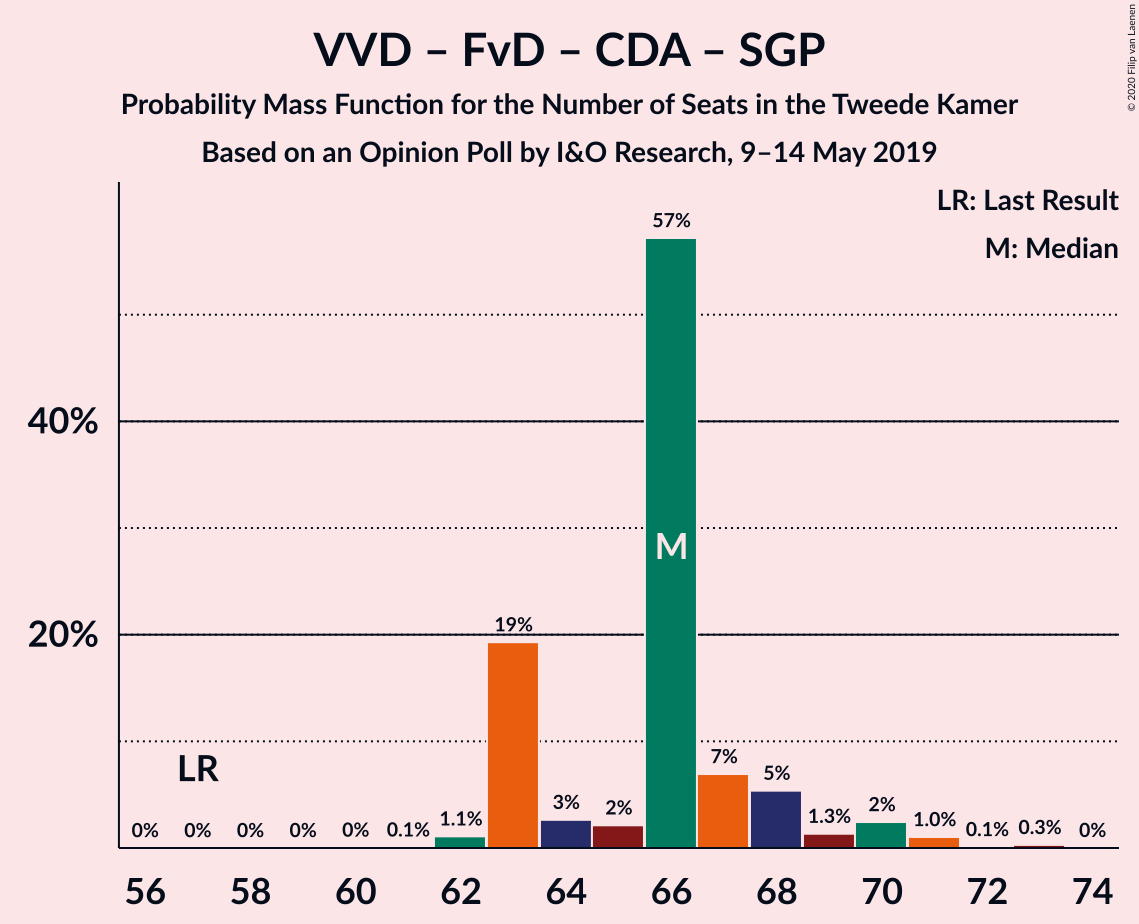 VVD – FvD – CDA – SGP
Probability Mass Function for the Number of Seats in the Tweede Kamer
Based on an Opinion Poll by I&O Research, 9–14 May 2019
© 2020 Filip van Laenen
LR: Last Result
M: Median
57%
40%
M
20%
19%
LR
7%
5%
0% 0% 0% 0% 0% 0.1% 1.1% 3% 2% 1.3% 2% 1.0% 0.1% 0.3% 0%
56 58 60 62 64 66 68 70 72 74